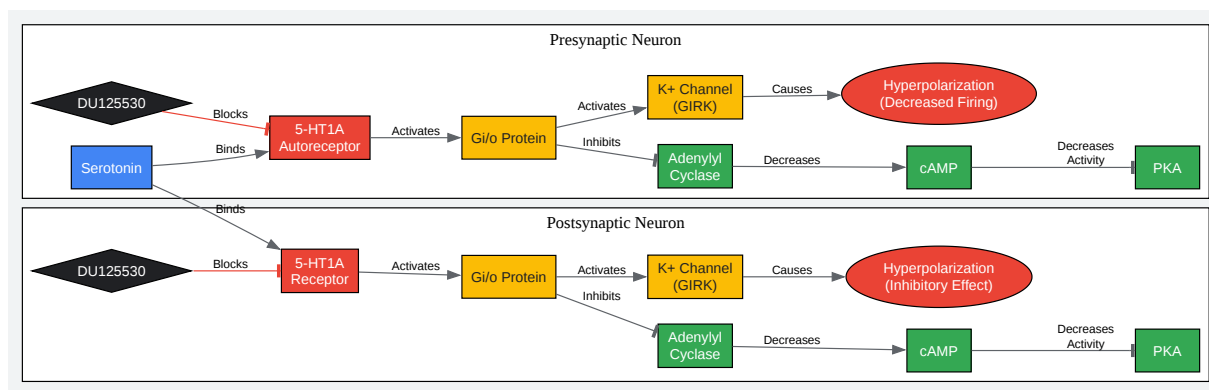 Presynaptic Neuron
DU125530
Blocks
Serotonin
Binds
5-HT1A
Autoreceptor
Activates
Gi/o Protein
Activates
Inhibits
K+ Channel
(GIRK)
Causes
Hyperpolarization
(Decreased Firing)
Adenylyl
Cyclase
Decreases
cAMP
Decreases
Activity
PKA
Binds
Postsynaptic Neuron
DU125530
Blocks
5-HT1A
Receptor
Activates
Gi/o Protein
Activates
Inhibits
K+ Channel
(GIRK)
Causes
Hyperpolarization
(Inhibitory Effect)
Adenylyl
Cyclase
Decreases
cAMP
Decreases
Activity
PKA